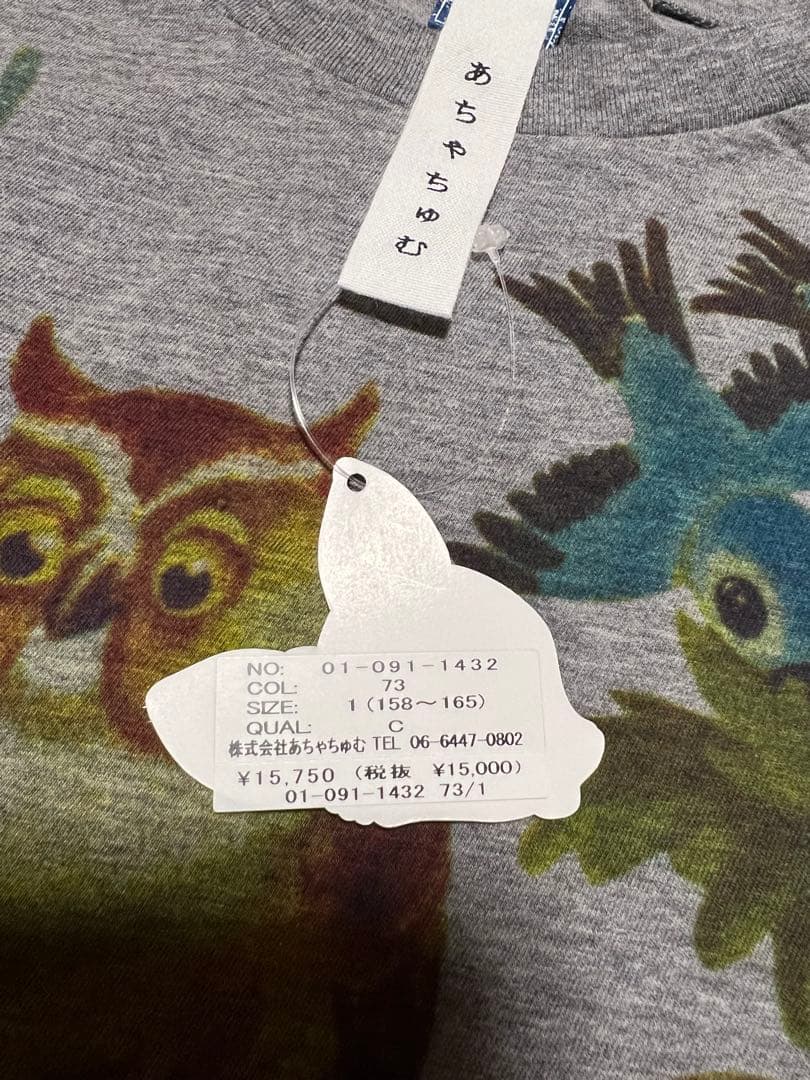 あちゃちゅむ
NO: 01-091-1432
COL: 73
SIZE: 1(158～165)
QUAL: C
株式会社あちゃちゅむ TEL 06-6447-0802
¥15,750 (税抜 ¥15,000)
01-091-1432 73/1